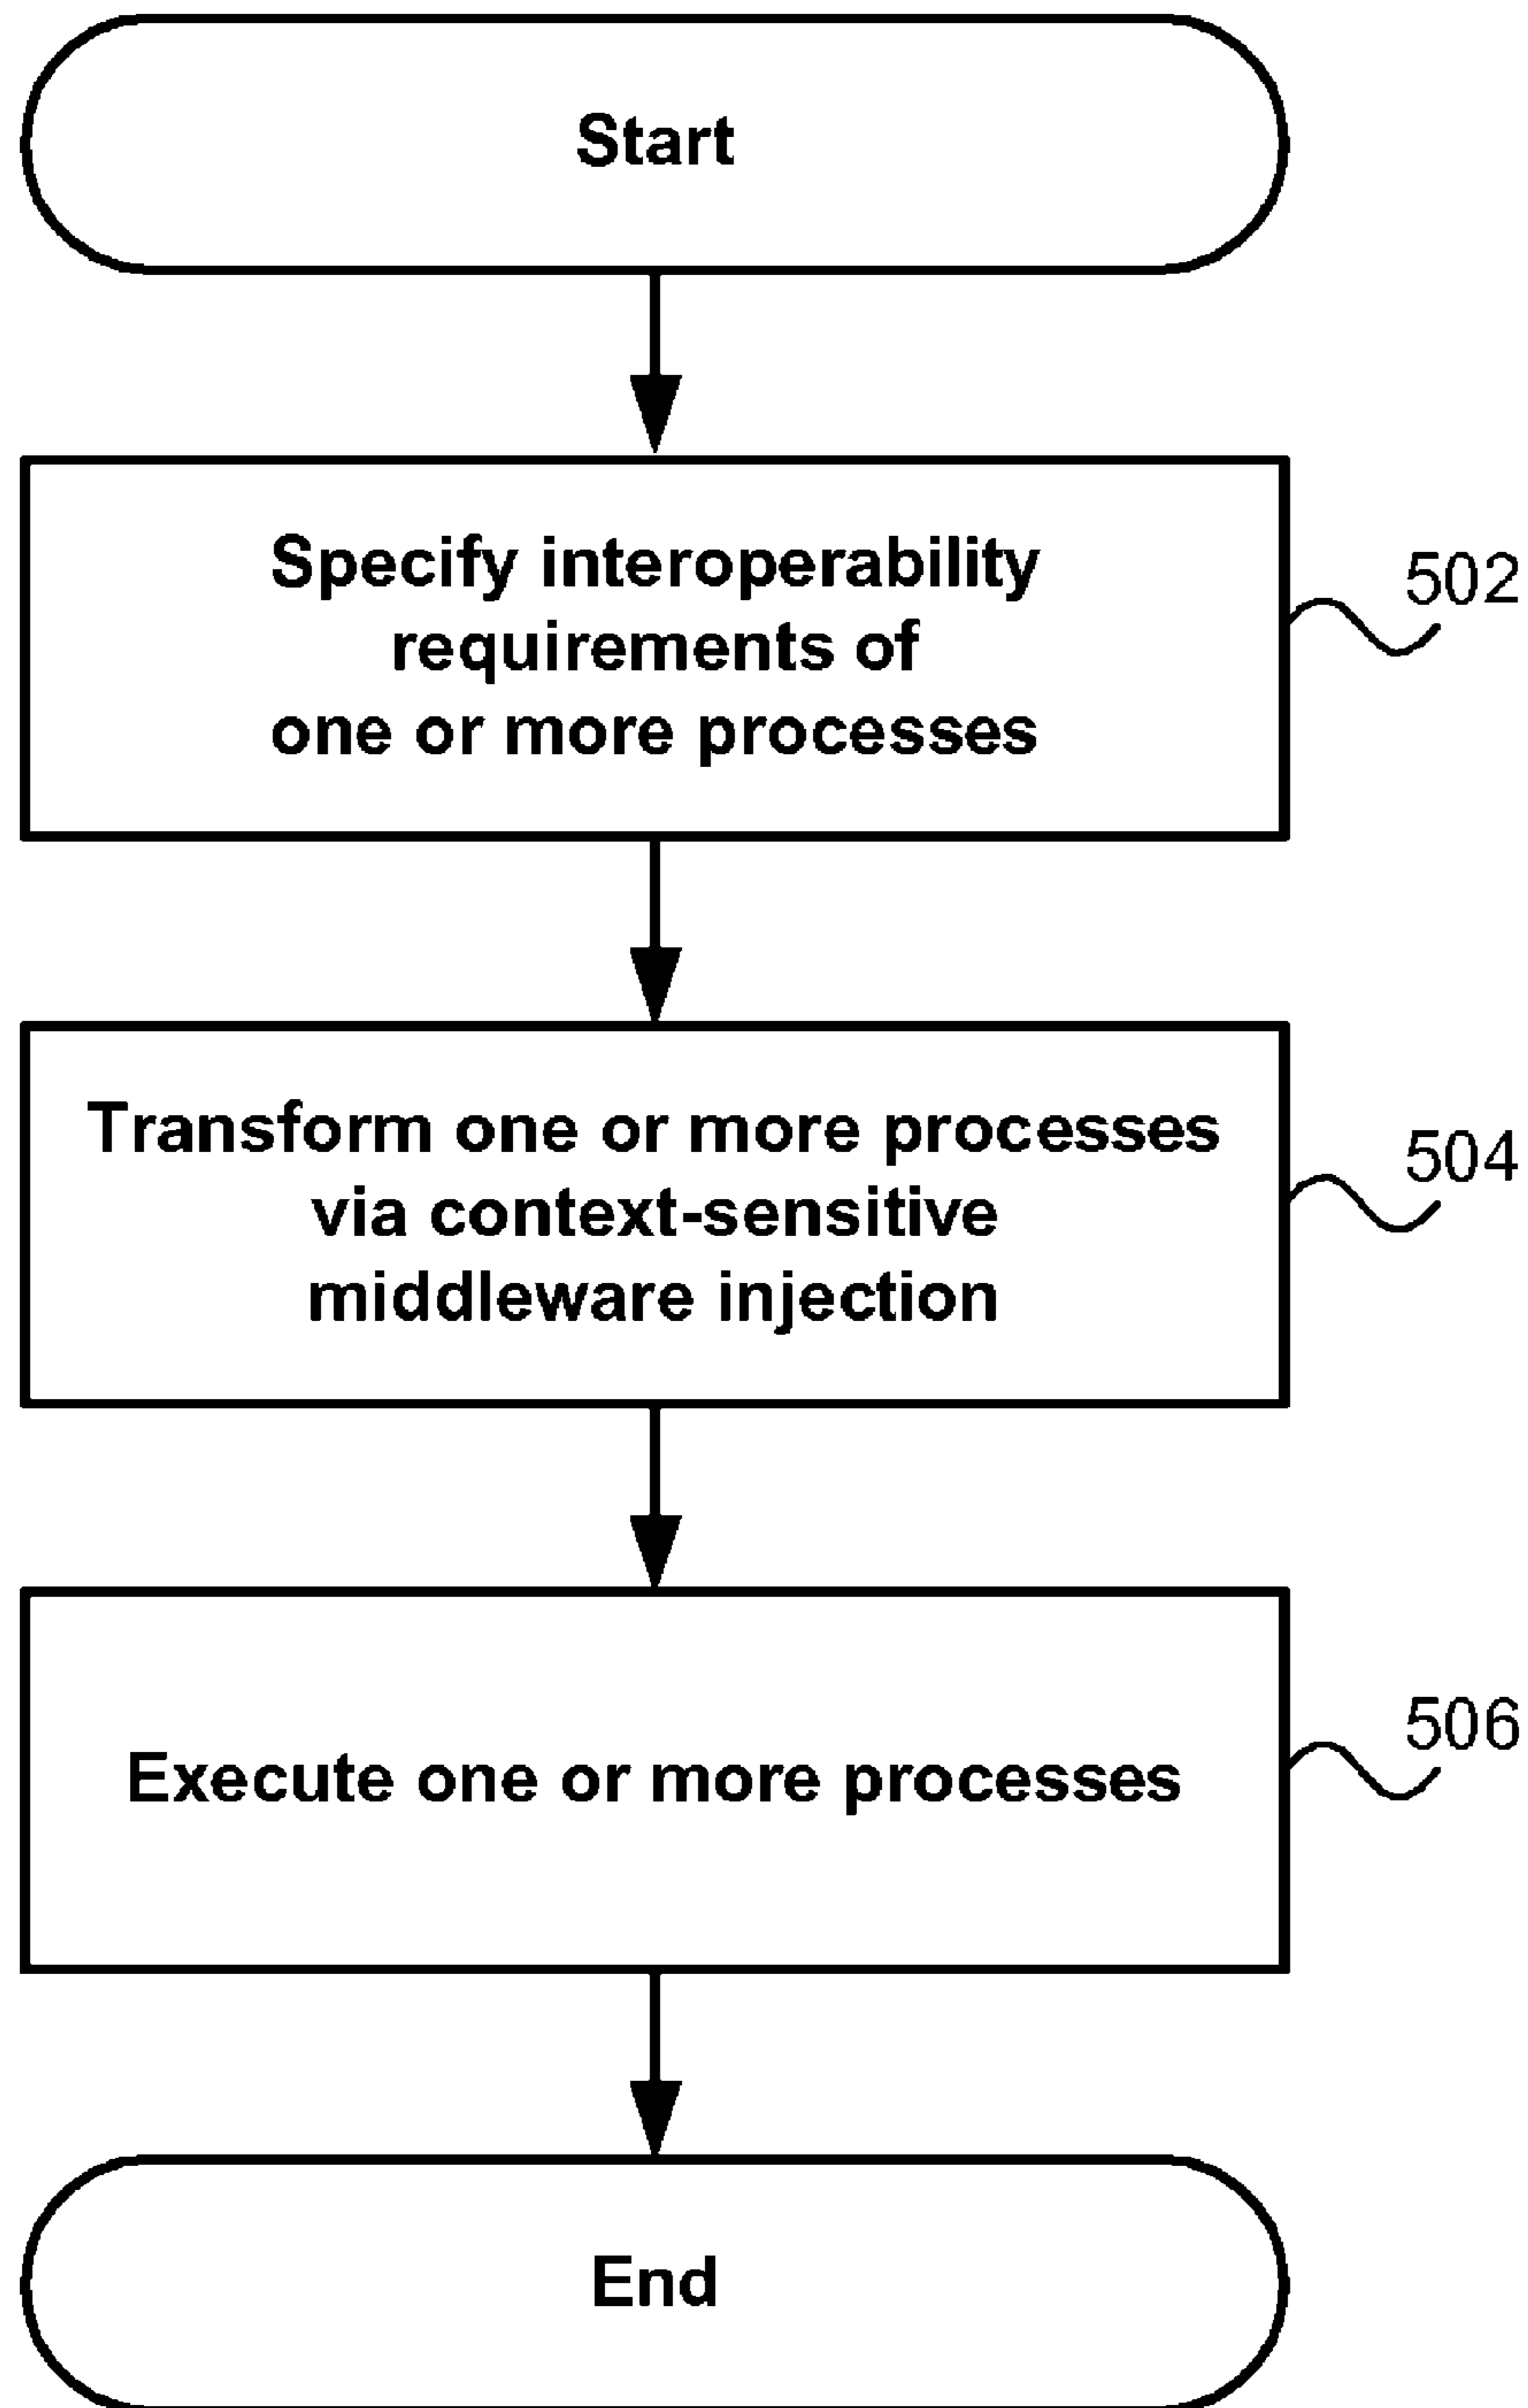 Start
Specify interoperability
requirements of
one or more processes
502
Transform one or more processes
via context-sensitive
middleware injection
504
Execute one or more processes
506
End